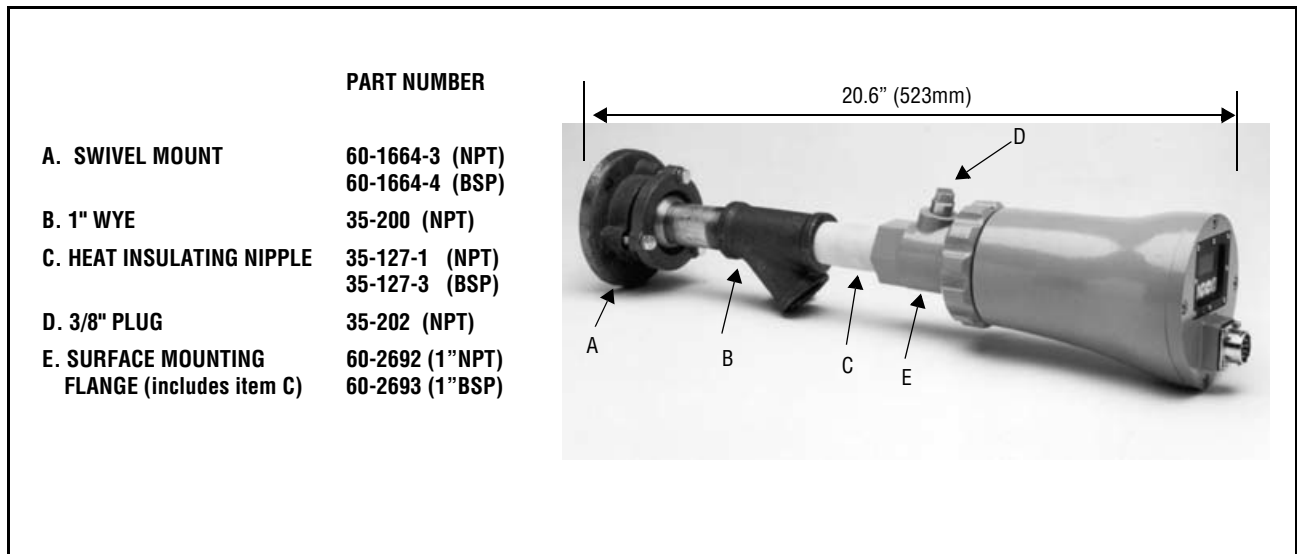 PART NUMBER
A. SWIVEL MOUNT 60-1664-3 (NPT)
60-1664-4 (BSP)
B. 1" WYE 35-200 (NPT)
C. HEAT INSULATING NIPPLE 35-127-1 (NPT)
35-127-3 (BSP)
D. 3/8" PLUG 35-202 (NPT)
E. SURFACE MOUNTING 60-2692 (1”NPT)
FLANGE (includes item C) 60-2693 (1”BSP)
20.6” (523mm)
D
A
B
C
E